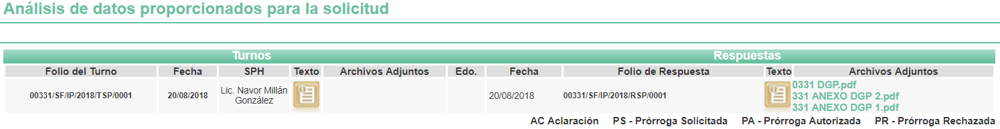 Análisis de datos proporcionados para la solicitud
Turnos Respuestas
Folio del Turno Fecha SPH Texto Archivos Adjuntos Edo. Fecha Folio de Respuesta Texto Archivos Adjuntos
00331/SF/IP/2018/TSP/0001 20/08/2018 Lic. Navor Millán González 20/08/2018 00331/SF/IP/2018/RSP/0001 0331 DGP.pdf
331 ANEXO DGP 2.pdf
331 ANEXO DGP 1.pdf
AC Aclaración PS - Prórroga Solicitada PA - Prórroga Autorizada PR - Prórroga Rechazada